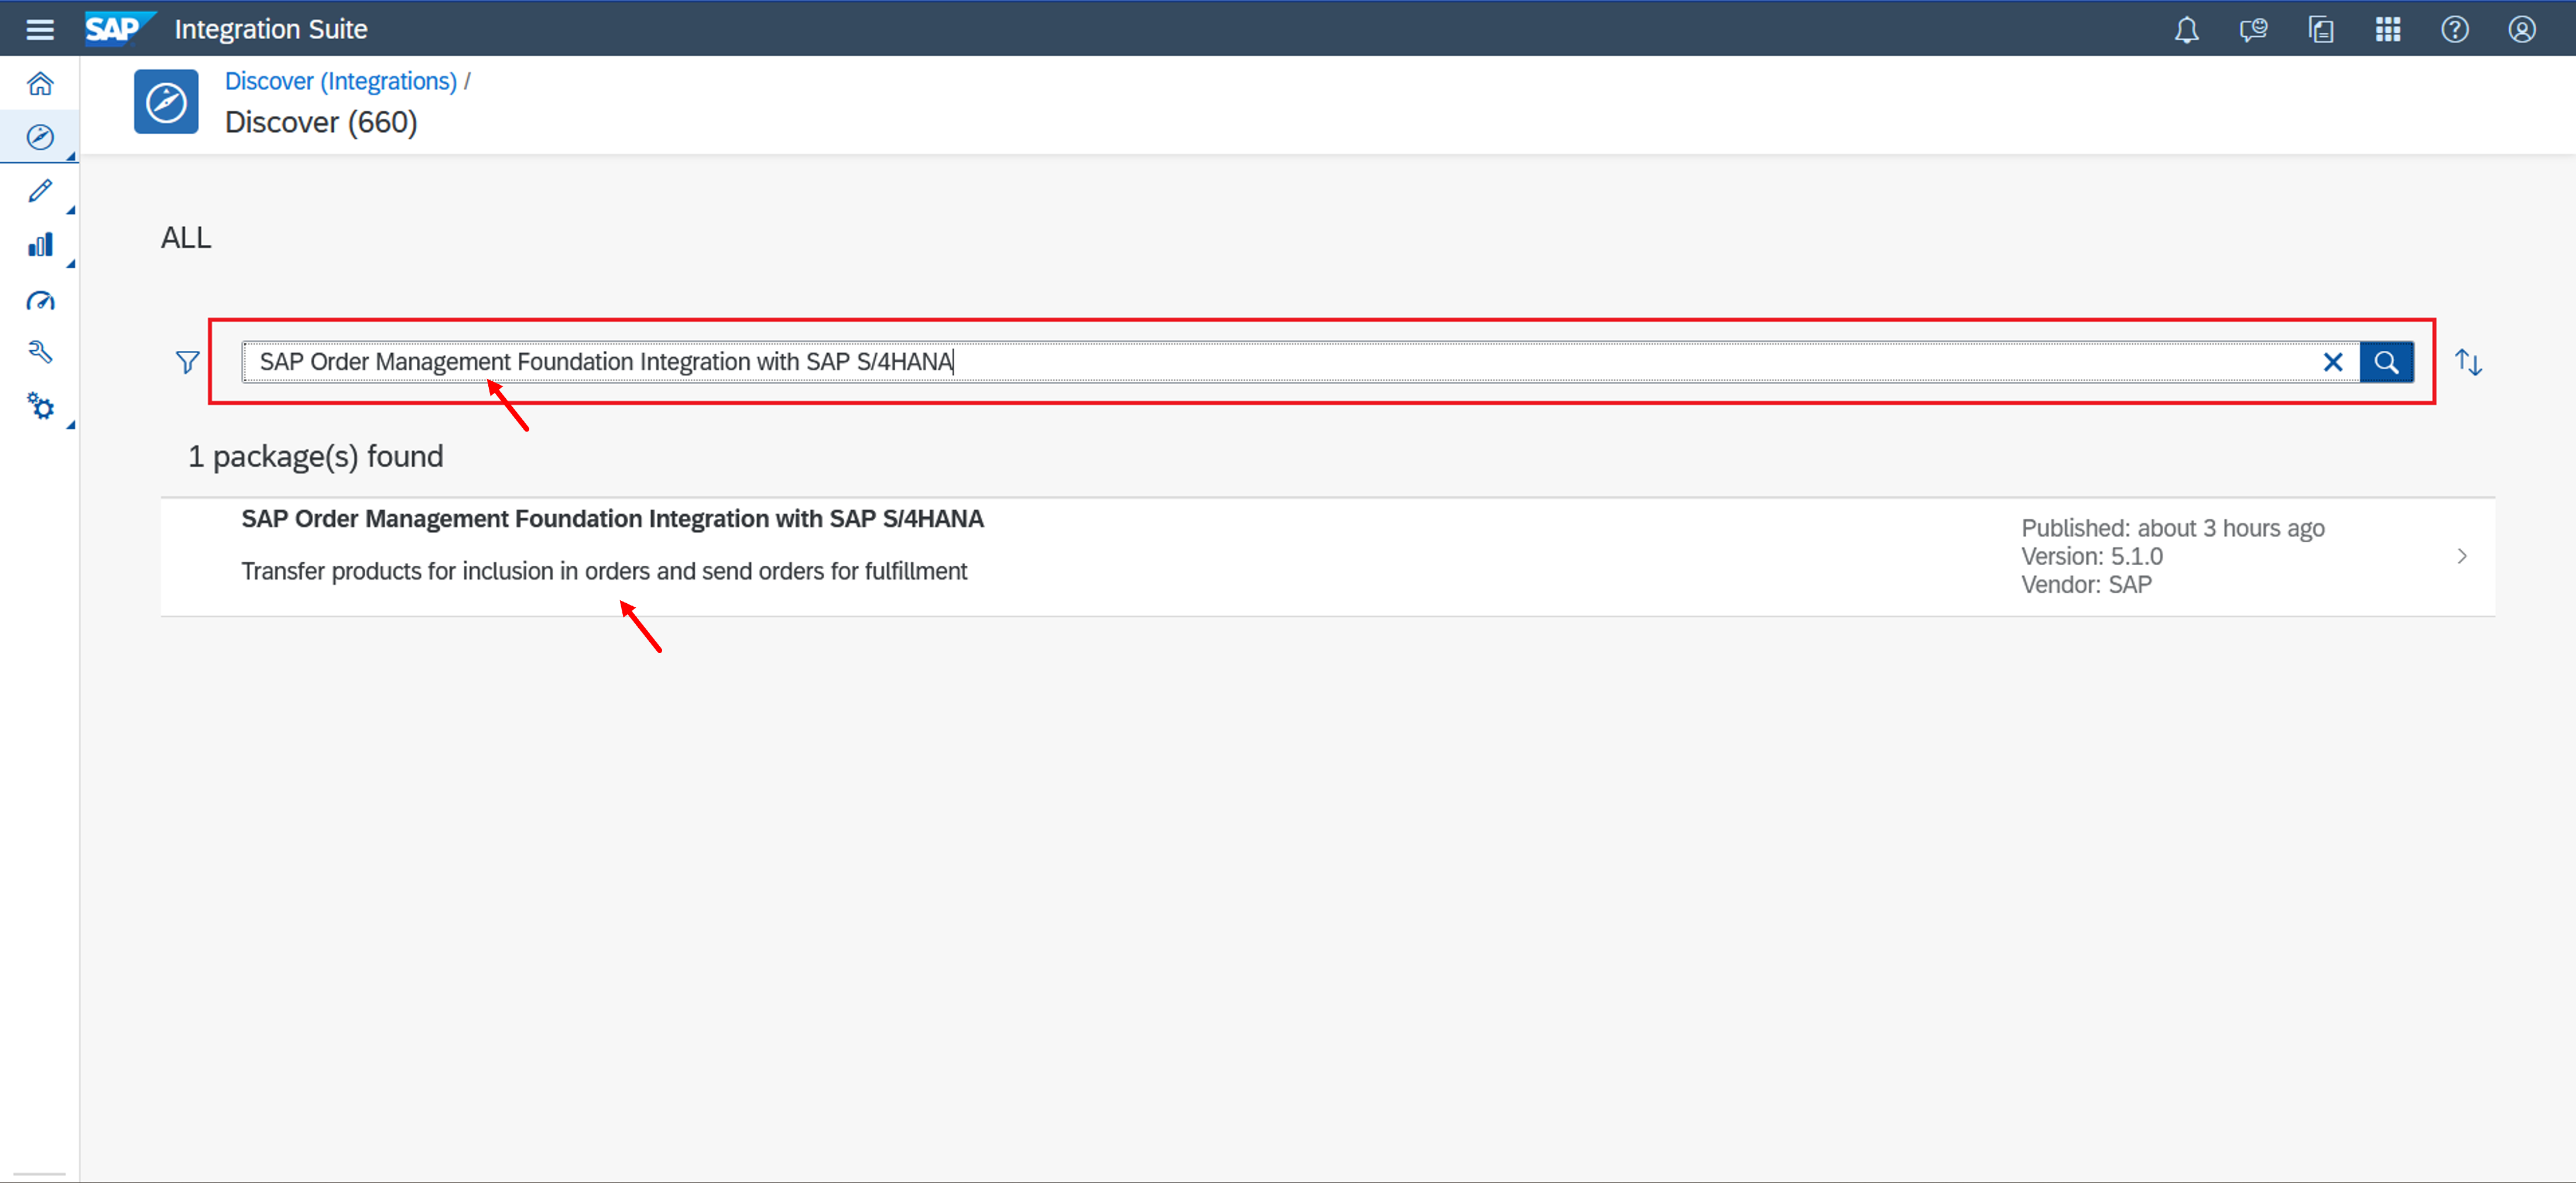 SAP Integration Suite
Discover (Integrations) /
Discover (660)
ALL
SAP Order Management Foundation Integration with SAP S/4HANA
1 package(s) found
SAP Order Management Foundation Integration with SAP S/4HANA
Transfer products for inclusion in orders and send orders for fulfillment
Published: about 3 hours ago
Version: 5.1.0
Vendor: SAP